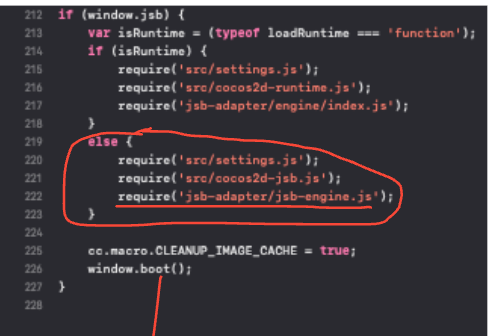 212 if (window.jsb) {
213 var isRuntime = (typeof loadRuntime === 'function');
214 if (isRuntime) {
215 require('src/settings.js');
216 require('src/cocos2d-runtime.js');
217 require('jsb-adapter/engine/index.js');
218 }
219 else {
220 require('src/settings.js');
221 require('src/cocos2d-jsb.js');
222 require('jsb-adapter/jsb-engine.js');
223 }
224
225 cc.macro.CLEANUP_IMAGE_CACHE = true;
226 window.boot();
227 }
228